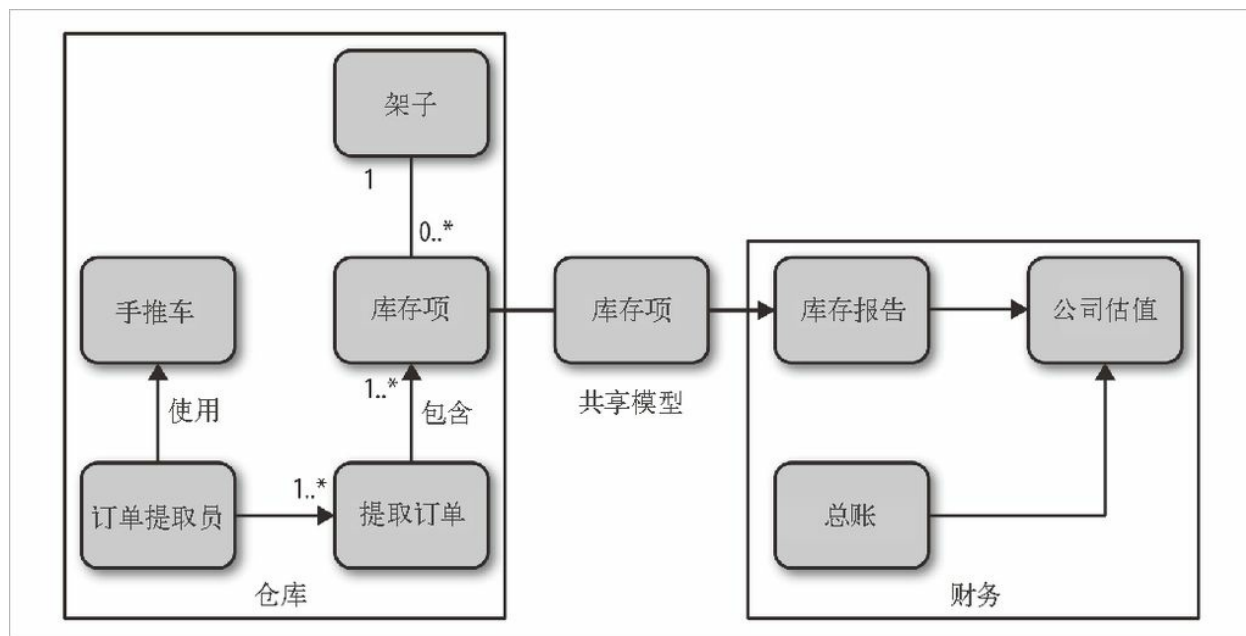 架子
1
0..*
手推车
库存项
库存项
库存报告
公司估值
使用
1..*
包含
共享模型
订单提取员
1..*
提取订单
总账
仓库
财务